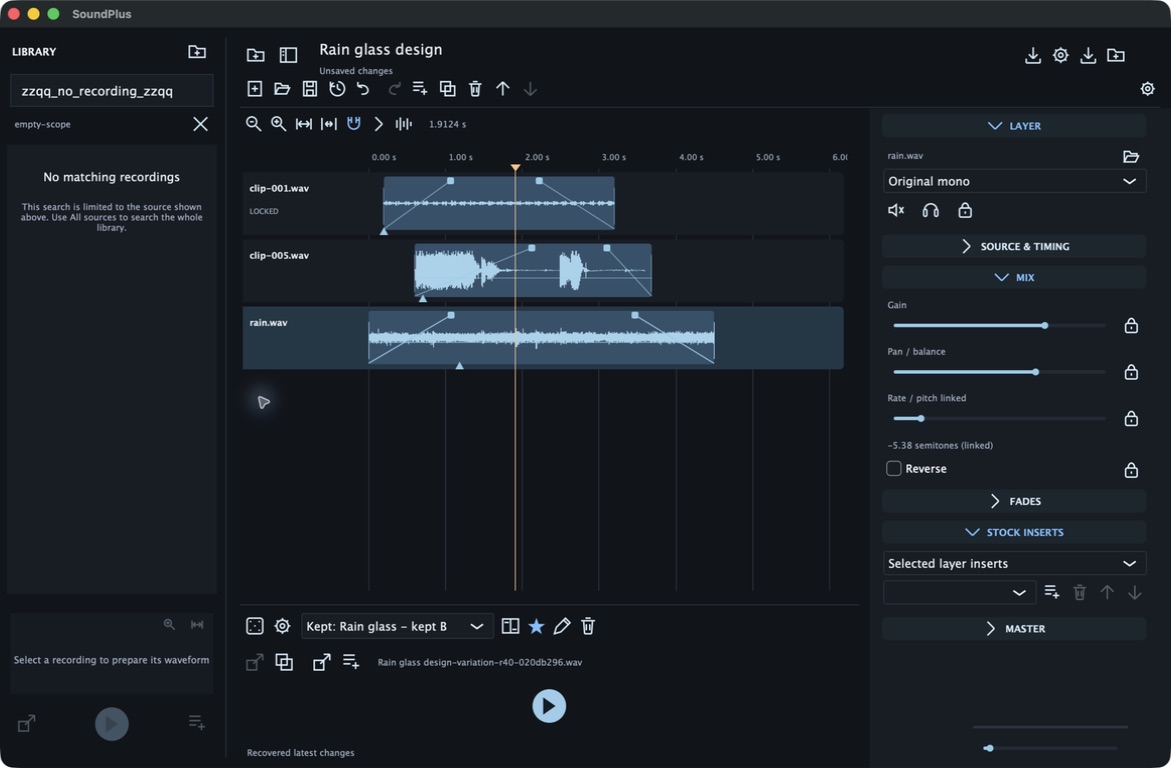 SoundPlus
LIBRARY
zzqq_no_recording_zzqq
empty-scope
No matching recordings
This search is limited to the source shown
above. Use All sources to search the whole
library.
Select a recording to prepare its waveform
Rain glass design
Unsaved changes
1.9124 s
0.00 s
1.00 s
2.00 s
3.00 s
4.00 s
5.00 s
6.00
clip-001.wav
LOCKED
clip-005.wav
rain.wav
Kept: Rain glass – kept B
Rain glass design-variation-r40-020db296.wav
Recovered latest changes
LAYER
rain.wav
Original mono
SOURCE & TIMING
MIX
Gain
Pan / balance
Rate / pitch linked
−5.38 semitones (linked)
Reverse
FADES
STOCK INSERTS
Selected layer inserts
MASTER